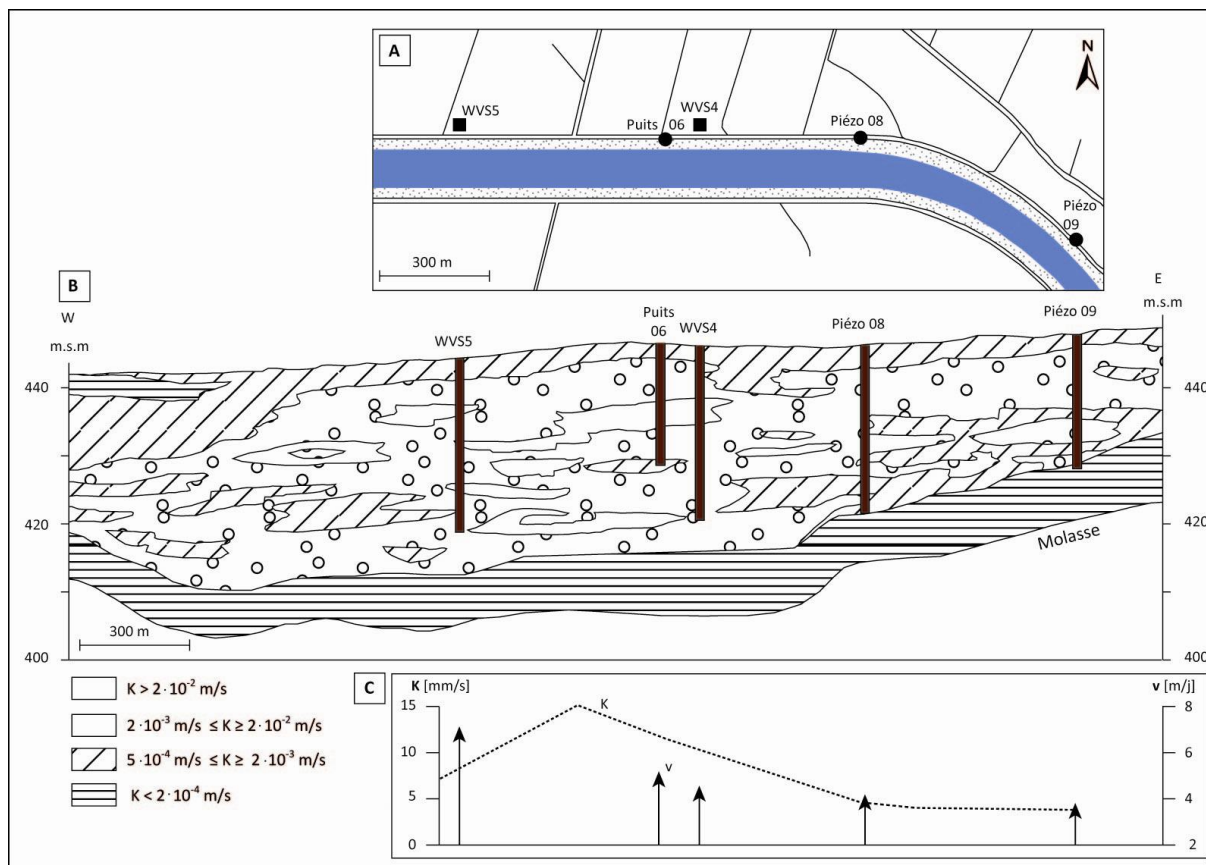 A
N
WVS5
WVS4
Puits 06
Piézo 08
Piézo
09
300 m
B
W
E
m.s.m
m.s.m
WVS5
Puits
06
WVS4
Piézo 08
Piézo 09
440
440
430
430
420
420
Molasse
400
400
300 m
K > 2·10⁻² m/s
2·10⁻³ m/s ≤ K ≥ 2·10⁻² m/s
5·10⁻⁴ m/s ≤ K ≥ 2·10⁻³ m/s
K < 2·10⁻⁴ m/s
C
K [mm/s]
v [m/j]
15
8
K
10
6
v
5
4
0
2